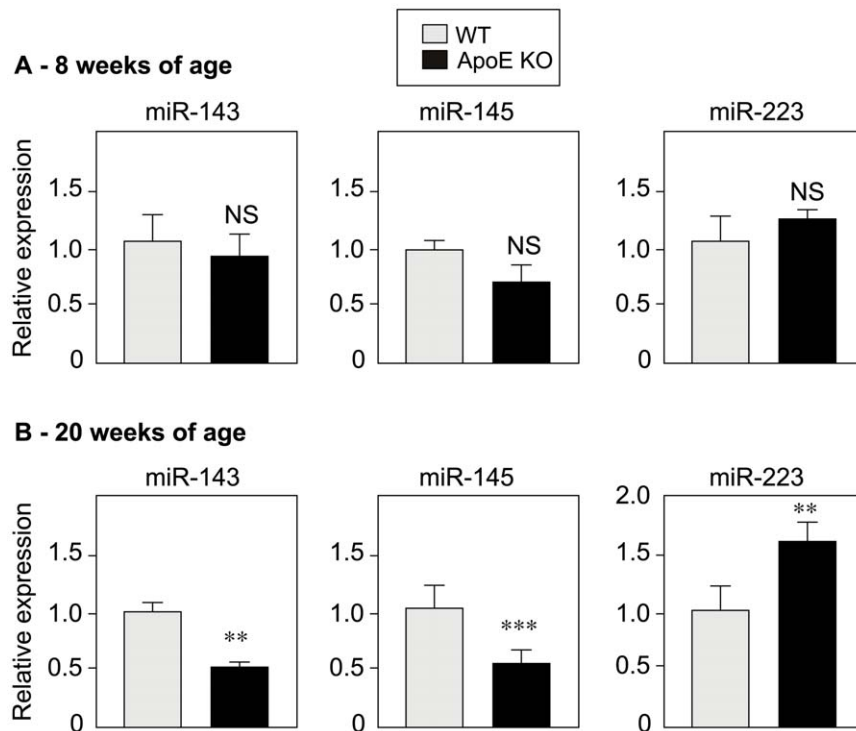 WT
ApoE KO
A - 8 weeks of age
miR-143
miR-145
miR-223
Relative expression
1.5
1.0
0.5
0
NS
1.5
1.0
0.5
0
NS
1.5
1.0
0.5
0
NS
B - 20 weeks of age
miR-143
miR-145
miR-223
Relative expression
1.5
1.0
0.5
0
**
1.5
1.0
0.5
0
***
2.0
1.5
1.0
0.5
0
**